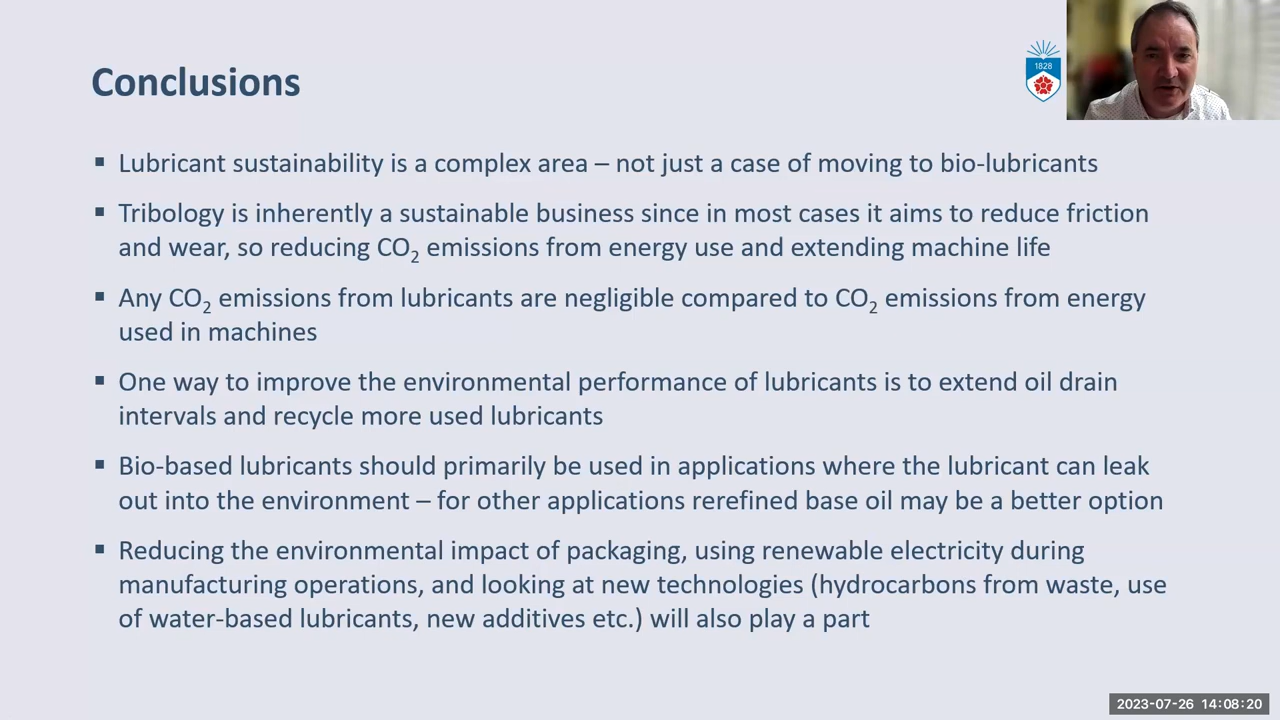 Conclusions
1828
▪ Lubricant sustainability is a complex area – not just a case of moving to bio-lubricants
▪ Tribology is inherently a sustainable business since in most cases it aims to reduce friction
and wear, so reducing CO₂ emissions from energy use and extending machine life
▪ Any CO₂ emissions from lubricants are negligible compared to CO₂ emissions from energy
used in machines
▪ One way to improve the environmental performance of lubricants is to extend oil drain
intervals and recycle more used lubricants
▪ Bio-based lubricants should primarily be used in applications where the lubricant can leak
out into the environment – for other applications rerefined base oil may be a better option
▪ Reducing the environmental impact of packaging, using renewable electricity during
manufacturing operations, and looking at new technologies (hydrocarbons from waste, use
of water-based lubricants, new additives etc.) will also play a part
2023-07-26 14:08:20